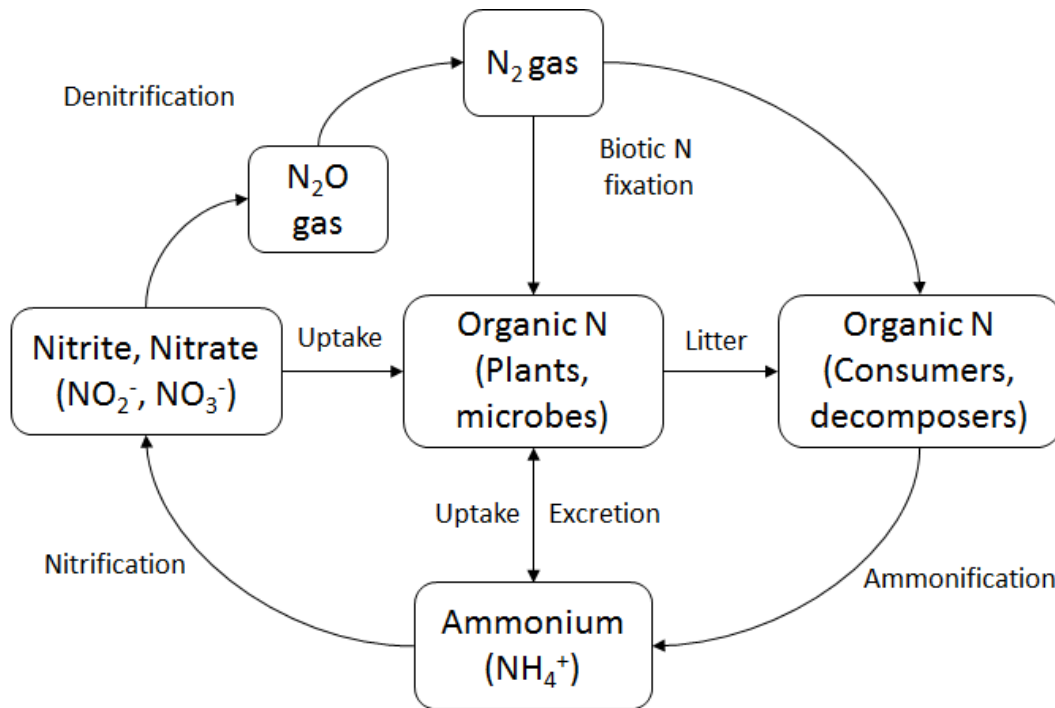 N₂ gas
Denitrification
Biotic N
fixation
N₂O
gas
Nitrite, Nitrate
(NO₂⁻, NO₃⁻)
Uptake
Organic N
(Plants,
microbes)
Litter
Organic N
(Consumers,
decomposers)
Uptake
Excretion
Nitrification
Ammonification
Ammonium
(NH₄⁺)